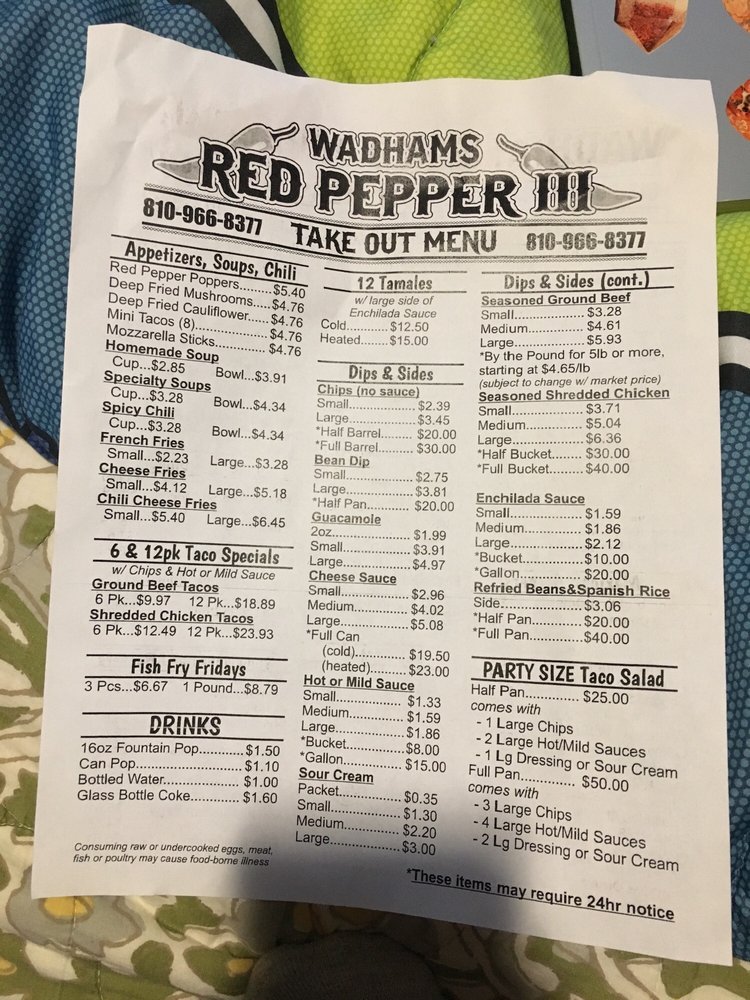 WADHAMS
RED PEPPER III
810-966-8377 TAKE OUT MENU 810-966-8377
Appetizers, Soups, Chili
Red Pepper Poppers.........$5.40
Deep Fried Mushrooms.....$4.76
Deep Fried Cauliflower......$4.76
Mini Tacos (8)..................$4.76
Mozzarella Sticks..............$4.76
Homemade Soup
Cup...$2.85 Bowl...$3.91
Specialty Soups
Cup...$3.28 Bowl...$4.34
Spicy Chili
Cup...$3.28 Bowl...$4.34
French Fries
Small...$2.23 Large...$3.28
Cheese Fries
Small...$4.12 Large...$5.18
Chili Cheese Fries
Small...$5.40 Large...$6.45
6 & 12pk Taco Specials
w/ Chips & Hot or Mild Sauce
Ground Beef Tacos
6 Pk...$9.97 12 Pk...$18.89
Shredded Chicken Tacos
6 Pk...$12.49 12 Pk...$23.93
Fish Fry Fridays
3 Pcs...$6.67 1 Pound...$8.79
DRINKS
16oz Fountain Pop...........$1.50
Can Pop...........................$1.10
Bottled Water...................$1.00
Glass Bottle Coke.............$1.60
Consuming raw or undercooked eggs, meat,
fish or poultry may cause food-borne illness
12 Tamales
w/ large side of
Enchilada Sauce
Cold............$12.50
Heated........$15.00
Dips & Sides
Chips (no sauce)
Small................$2.39
Large................$3.45
*Half Barrel.........$20.00
*Full Barrel..........$30.00
Bean Dip
Small................$2.75
Large................$3.81
*Half Pan............$20.00
Guacamole
2oz....................$1.99
Small................$3.91
Large................$4.97
Cheese Sauce
Small................$2.96
Medium.............$4.02
Large................$5.08
*Full Can
(cold).............$19.50
(heated).........$23.00
Hot or Mild Sauce
Small................$1.33
Medium.............$1.59
Large................$1.86
*Bucket..............$8.00
*Gallon...............$15.00
Sour Cream
Packet...............$0.35
Small.................$1.30
Medium..............$2.20
Large.................$3.00
Dips & Sides (cont.)
Seasoned Ground Beef
Small.................$3.28
Medium..............$4.61
Large.................$5.93
*By the Pound for 5lb or more,
starting at $4.65/lb
(subject to change w/ market price)
Seasoned Shredded Chicken
Small.................$3.71
Medium..............$5.04
Large.................$6.36
*Half Bucket........$30.00
*Full Bucket.........$40.00
Enchilada Sauce
Small.................$1.59
Medium..............$1.86
Large.................$2.12
*Bucket...............$10.00
*Gallon................$20.00
Refried Beans&Spanish Rice
Side...................$3.06
*Half Pan.............$20.00
*Full Pan..............$40.00
PARTY SIZE Taco Salad
Half Pan..............$25.00
comes with
- 1 Large Chips
- 2 Large Hot/Mild Sauces
- 1 Lg Dressing or Sour Cream
Full Pan..............$50.00
comes with
- 3 Large Chips
- 4 Large Hot/Mild Sauces
- 2 Lg Dressing or Sour Cream
*These items may require 24hr notice